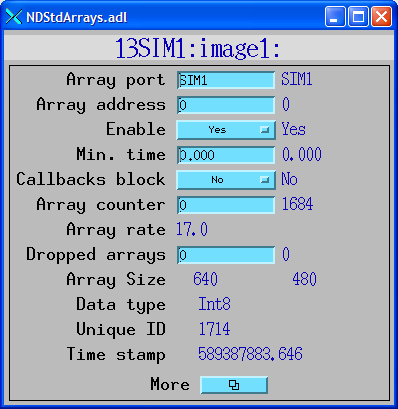 NDStdArrays.adl
13SIM1:image1:
Array port SIM1 SIM1
Array address 0 0
Enable Yes Yes
Min. time 0.000 0.000
Callbacks block No No
Array counter 0 1684
Array rate 17.0
Dropped arrays 0 0
Array Size 640 480
Data type Int8
Unique ID 1714
Time stamp 589387883.646
More